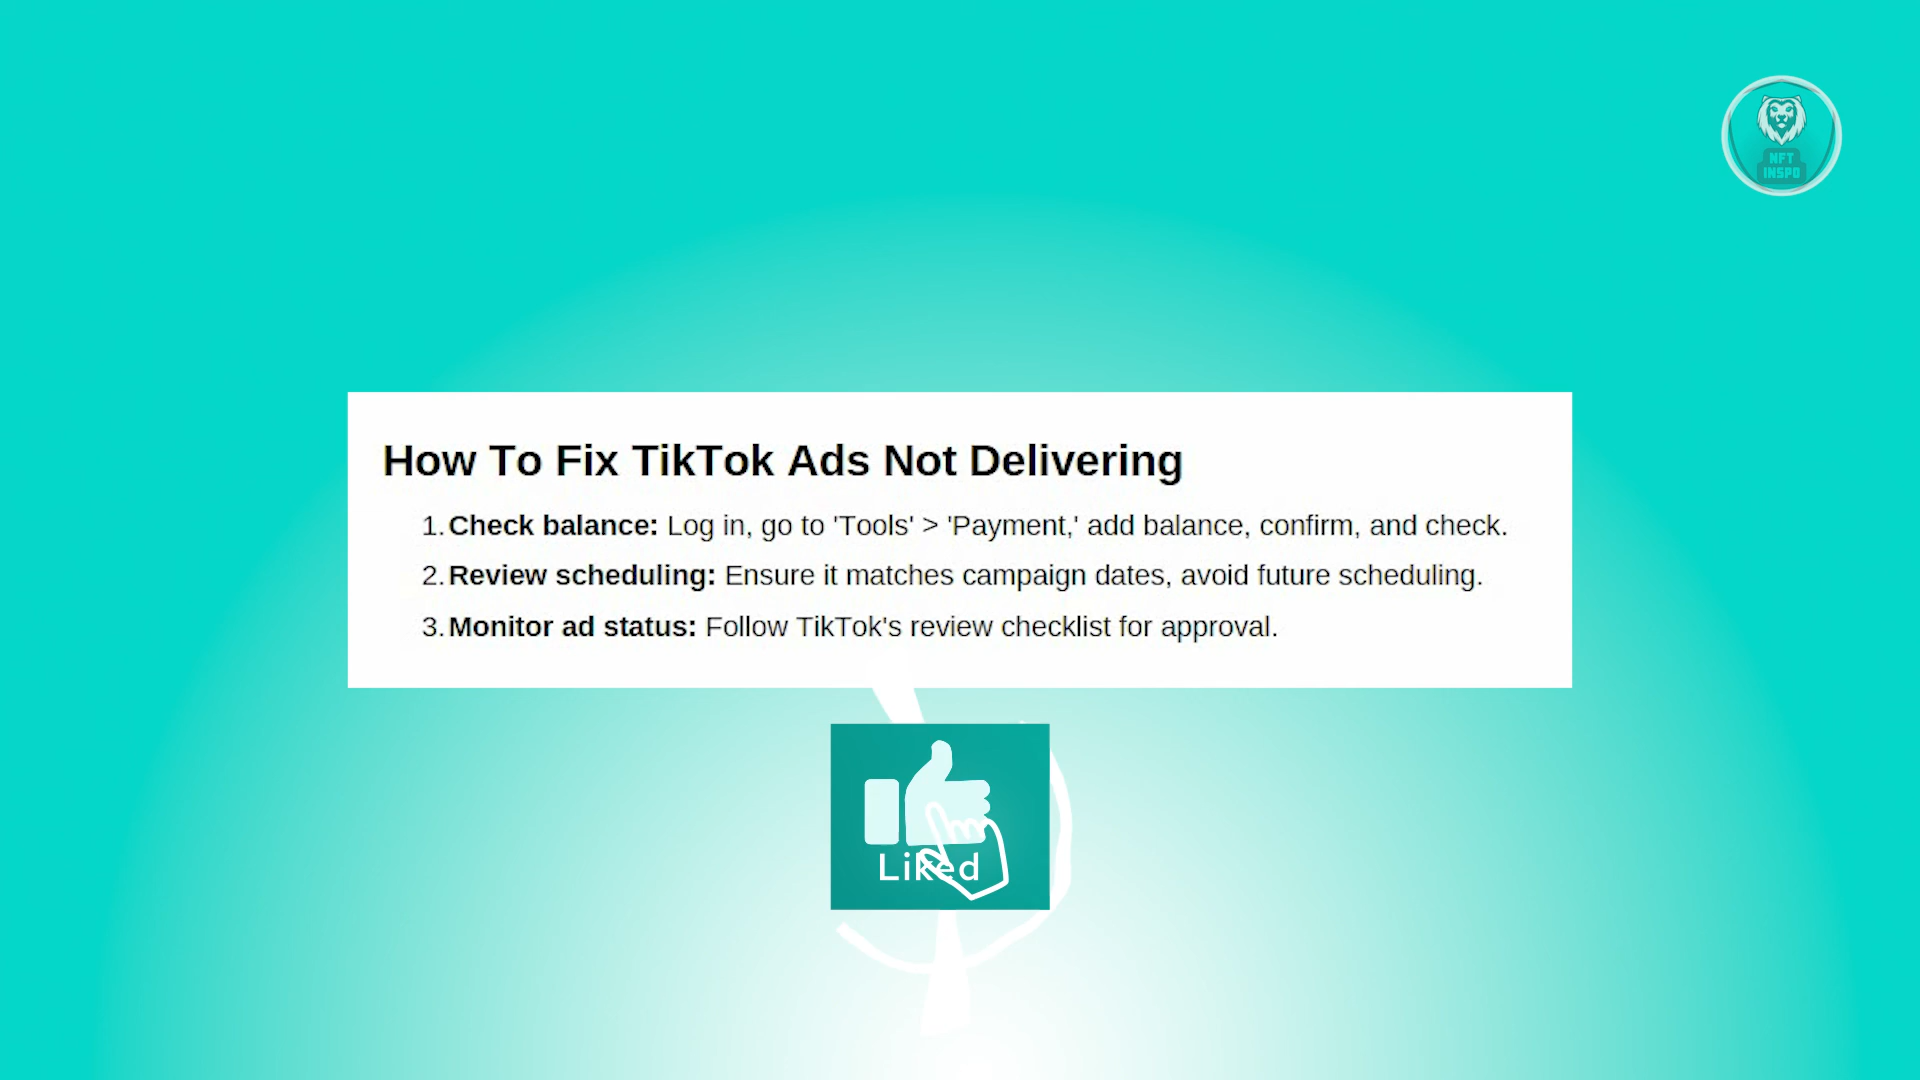 NFT
INSPO
How To Fix TikTok Ads Not Delivering
1. Check balance: Log in, go to 'Tools' > 'Payment,' add balance, confirm, and check.
2. Review scheduling: Ensure it matches campaign dates, avoid future scheduling.
3. Monitor ad status: Follow TikTok's review checklist for approval.
Liked